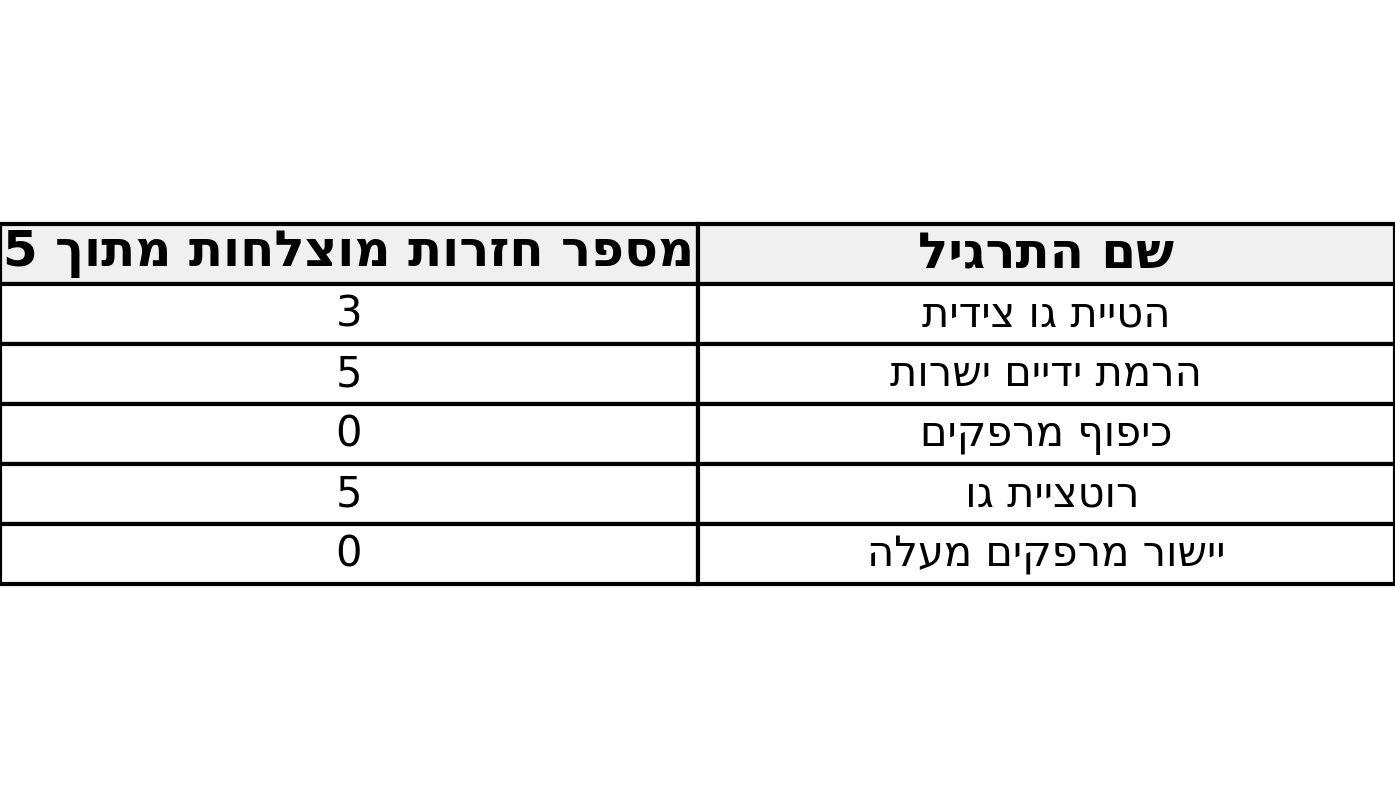 שם התרגיל מספר חזרות מוצלחות מתוך 5
הטיית גו צידית 3
הרמת ידיים ישרות 5
כיפוף מרפקים 0
רוטציית גו 5
יישור מרפקים מעלה 0